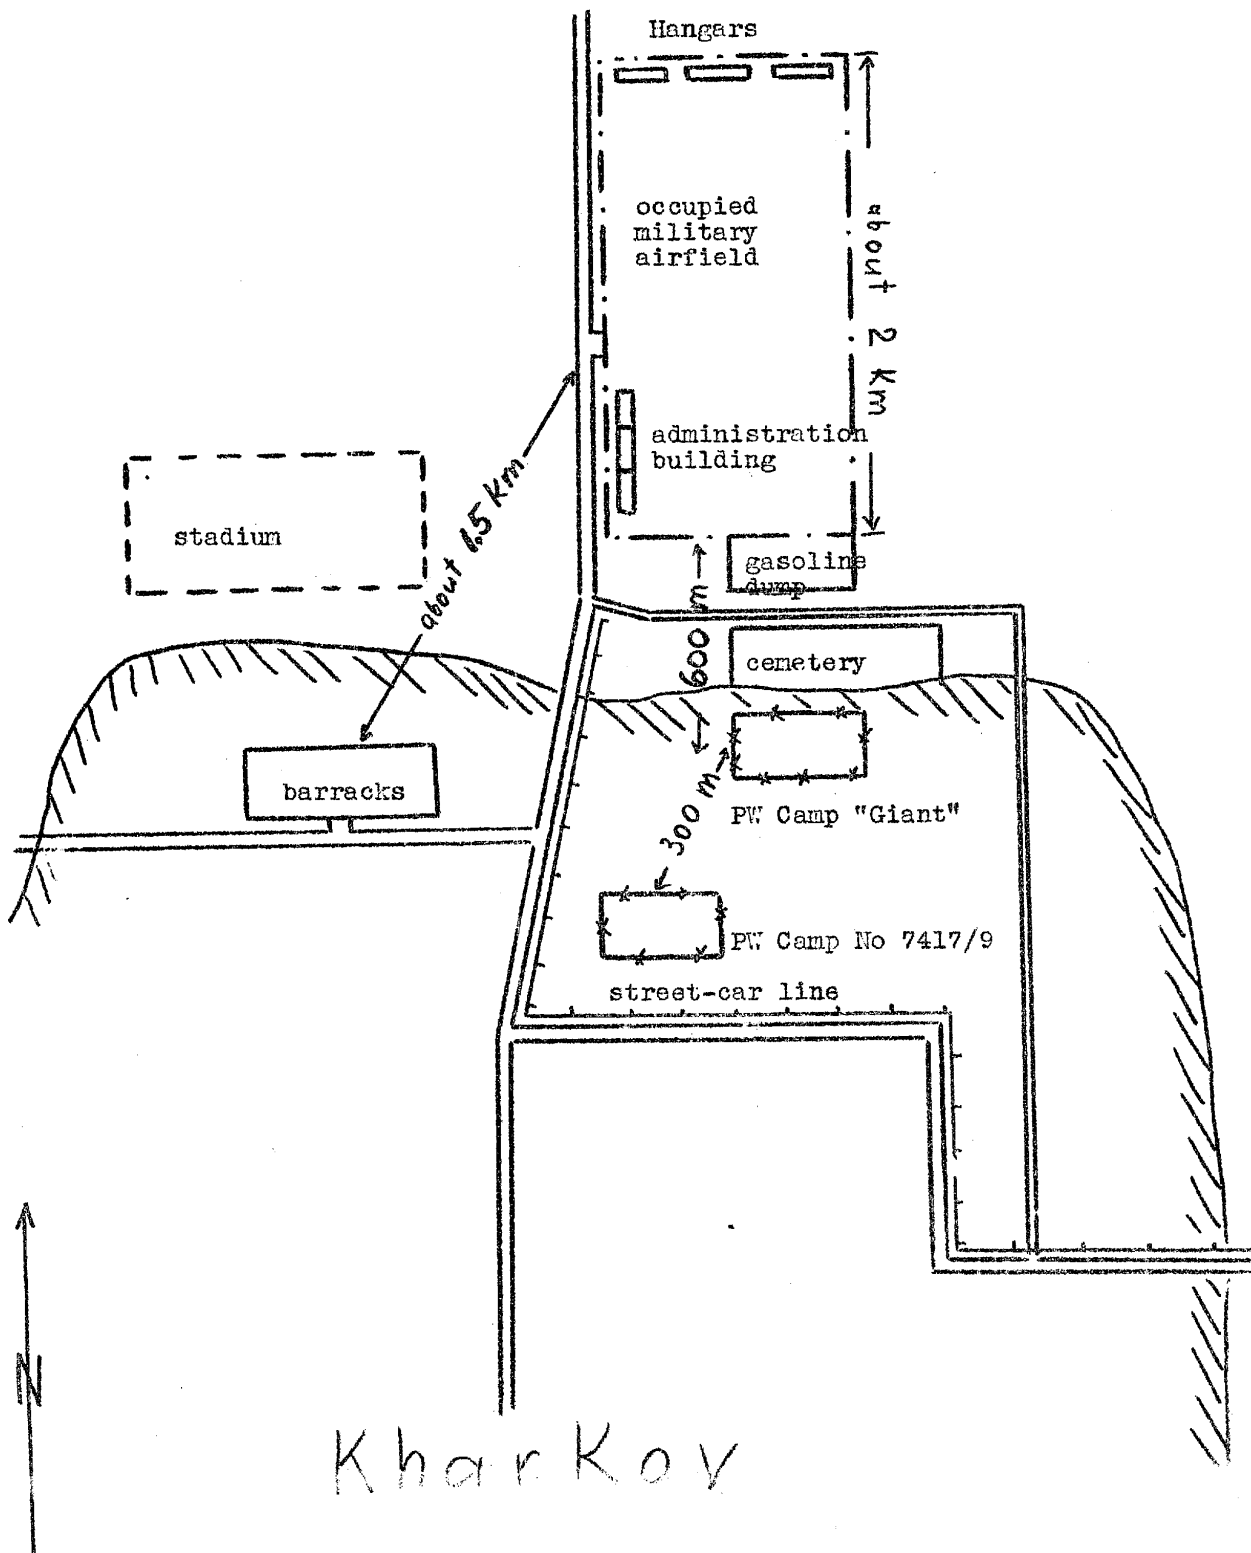 Hangars
occupied
military
airfield
about 2 Km
administration
building
stadium
about 1.5 Km
gasoline
dump
600 m
cemetery
barracks
300 m
PW Camp "Giant"
PW Camp No 7417/9
street-car line
N
Kharkov